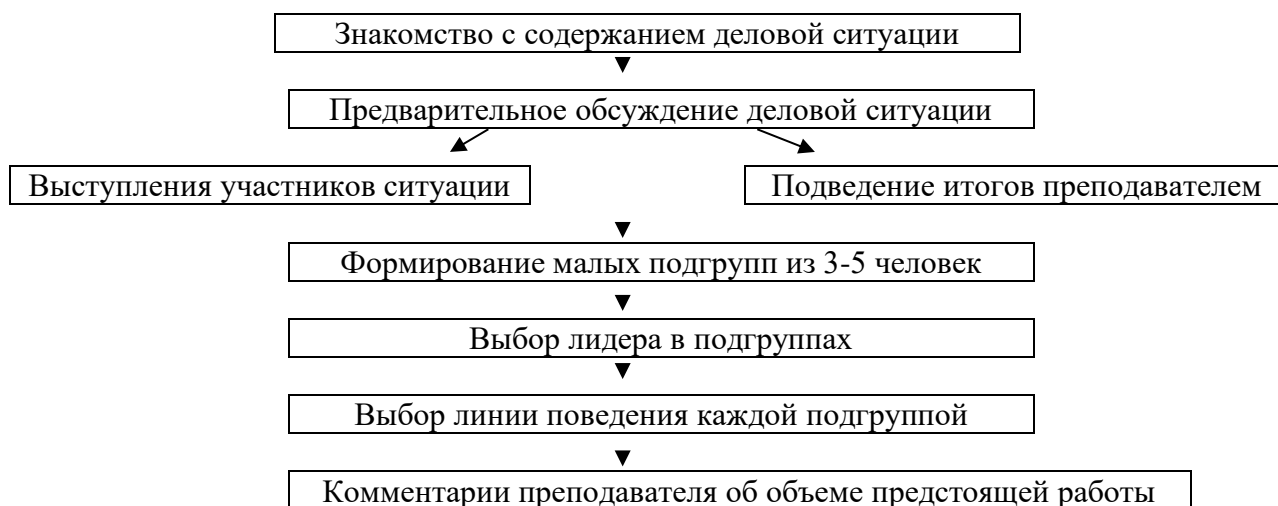 Знакомство с содержанием деловой ситуации
Предварительное обсуждение деловой ситуации
Выступления участников ситуации
Подведение итогов преподавателем
Формирование малых подгрупп из 3-5 человек
Выбор лидера в подгруппах
Выбор линии поведения каждой подгруппой
Комментарии преподавателя об объеме предстоящей работы